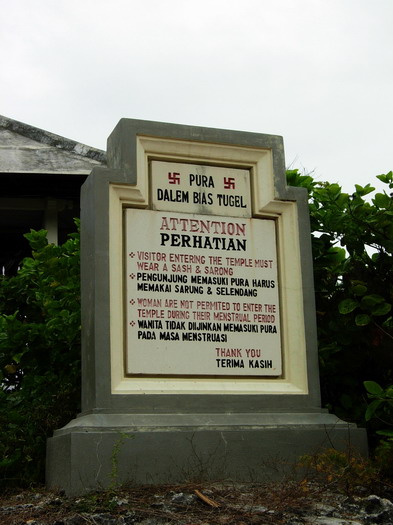 卐 PURA 卐
DALEM BIAS TUGEL
ATTENTION
PERHATIAN
VISITOR ENTERING THE TEMPLE MUST
WEAR A SASH & SARONG
PENGUNJUNG MEMASUKI PURA HARUS
MEMAKAI SARUNG & SELENDANG
WOMAN ARE NOT PERMITED TO ENTER THE
TEMPLE DURING THEIR MENSTRUAL PERIOD
WANITA TIDAK DIIJINKAN MEMASUKI PURA
PADA MASA MENSTRUASI
THANK YOU
TERIMA KASIH